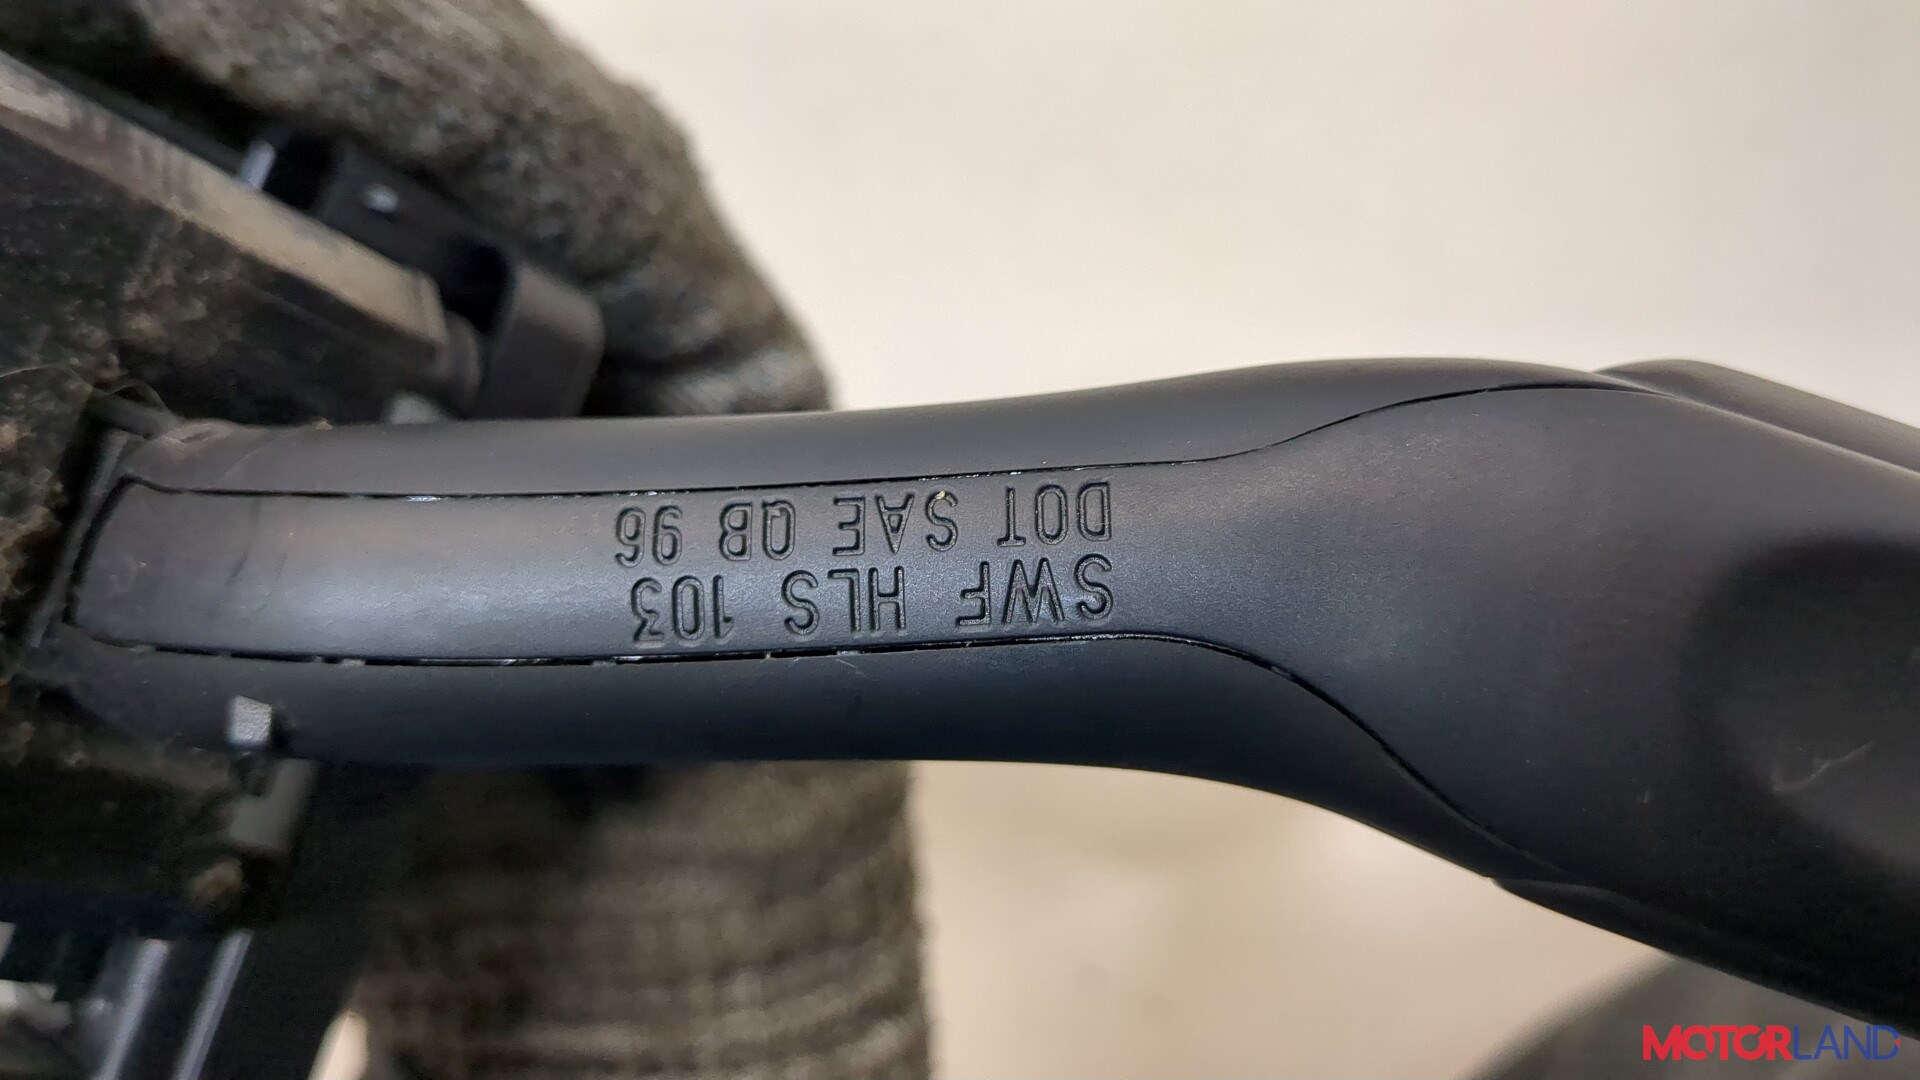 SWF HLS 103
DOT SAE QB 96
MOTORLAND